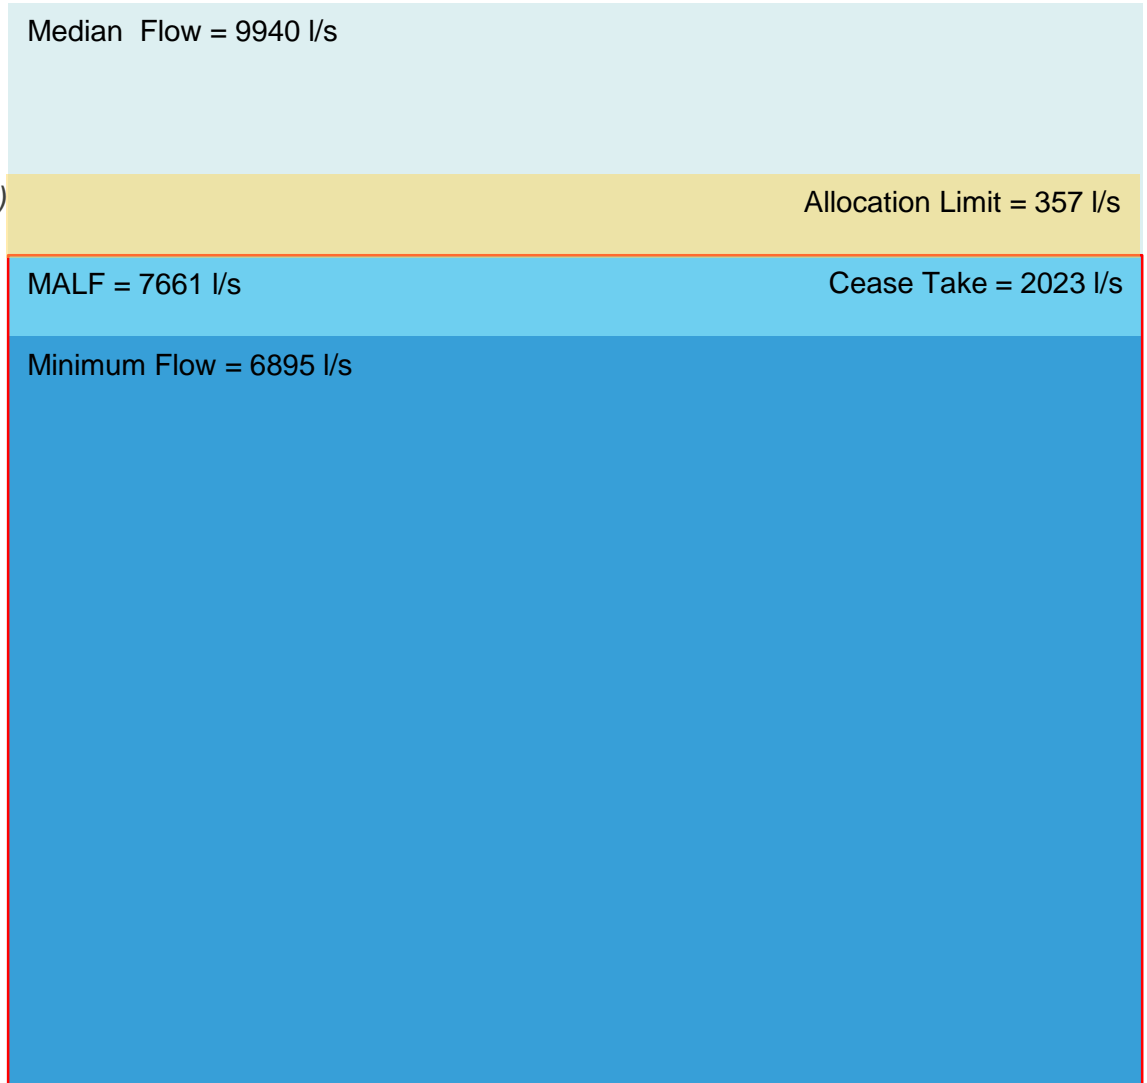 Median  Flow = 9940 l/s
)
Allocation Limit = 357 l/s
MALF = 7661 l/s
Cease Take = 2023 l/s
Minimum Flow = 6895 l/s